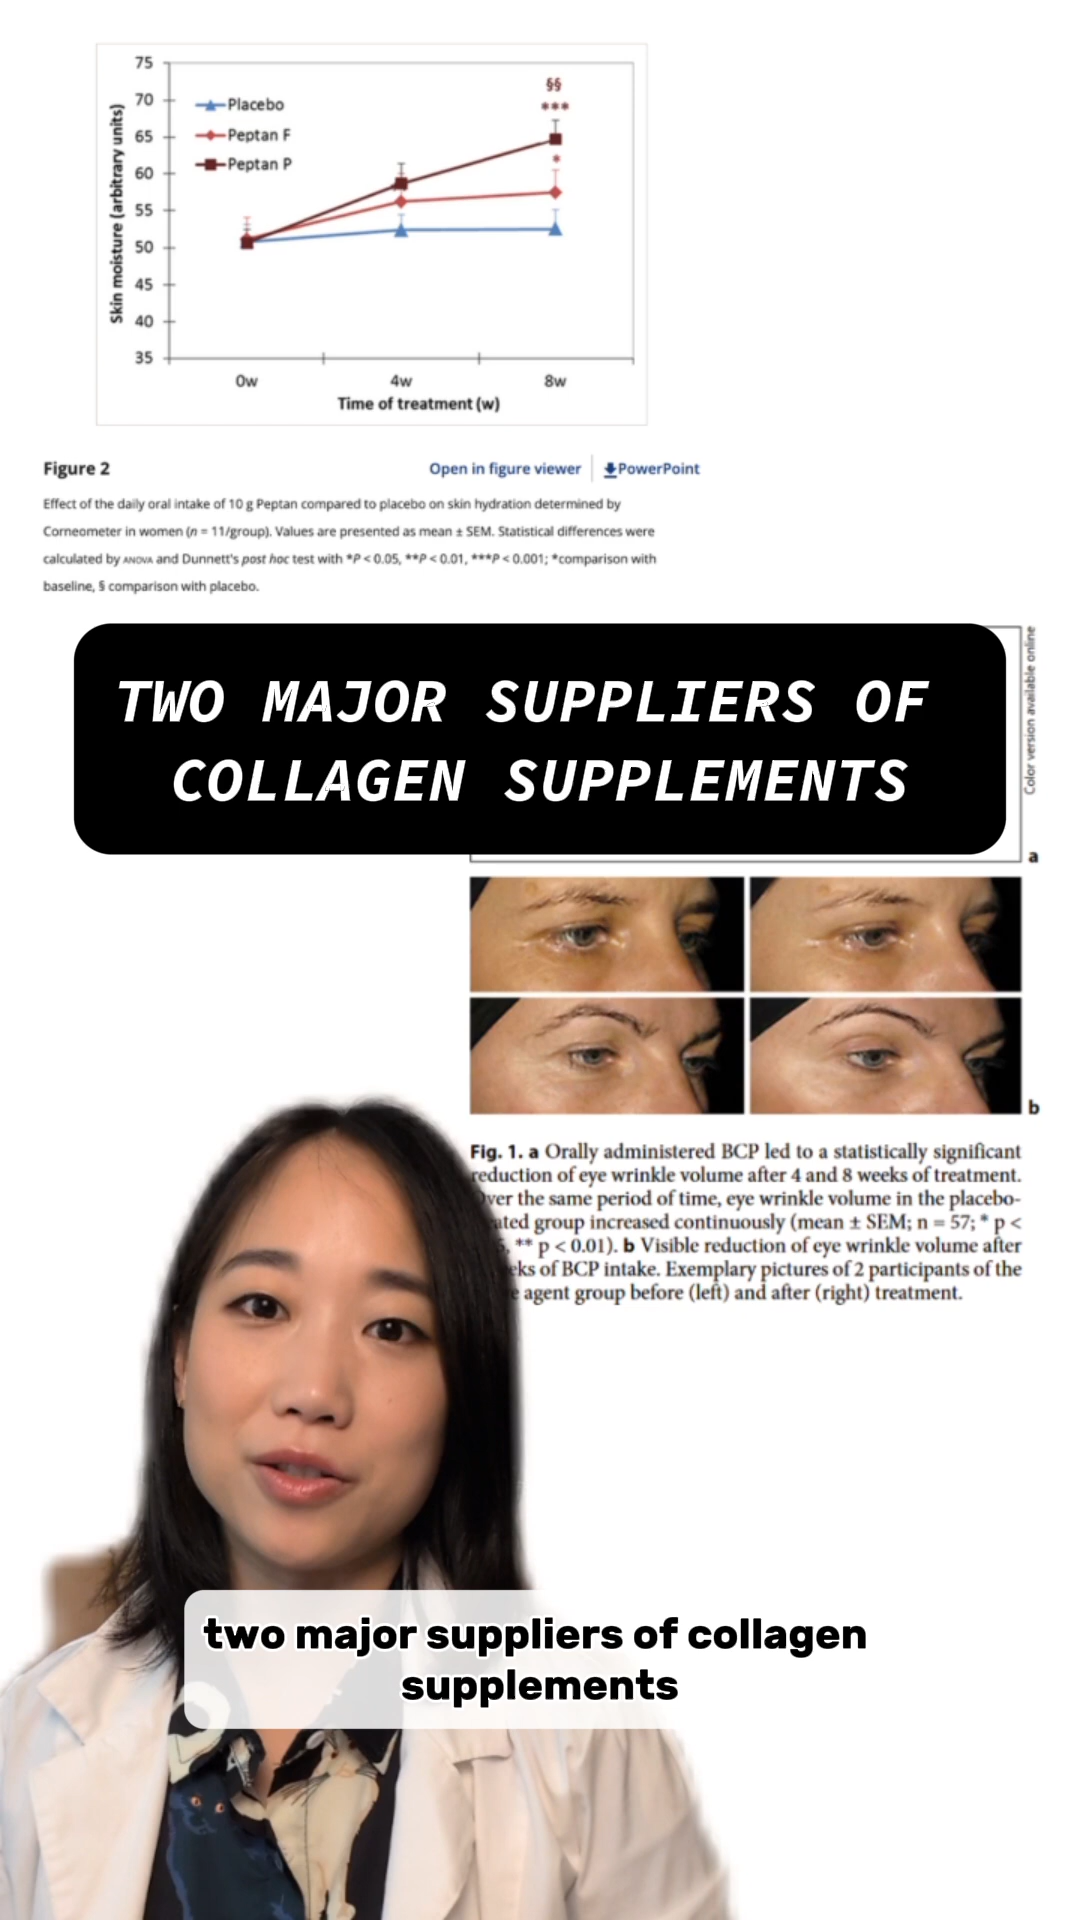 75
70
65
60
55
50
45
40
35
Skin moisture (arbitrary units)
Placebo
Peptan F
Peptan P
§§
***
*
0w
4w
8w
Time of treatment (w)
Figure 2
Open in figure viewer
PowerPoint
Effect of the daily oral intake of 10 g Peptan compared to placebo on skin hydration determined by
Corneometer in women (n = 11/group). Values are presented as mean ± SEM. Statistical differences were
calculated by ANOVA and Dunnett's post hoc test with *P < 0.05, **P < 0.01, ***P < 0.001; *comparison with
baseline, § comparison with placebo.
TWO MAJOR SUPPLIERS OF
COLLAGEN SUPPLEMENTS
Color version available online
a
b
Fig. 1. a Orally administered BCP led to a statistically significant
reduction of eye wrinkle volume after 4 and 8 weeks of treatment.
ver the same period of time, eye wrinkle volume in the placebo-
ated group increased continuously (mean ± SEM; n = 57; * p <
, ** p < 0.01). b Visible reduction of eye wrinkle volume after
eks of BCP intake. Exemplary pictures of 2 participants of the
agent group before (left) and after (right) treatment.
two major suppliers of collagen
supplements